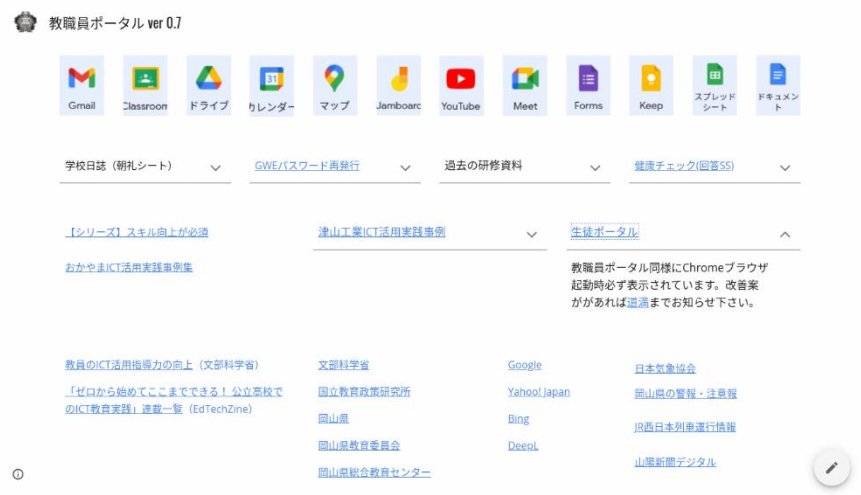 教職員ポータル ver 0.7
Gmail
Classroom
ドライブ
カレンダー
マップ
Jamboard
YouTube
Meet
Forms
Keep
スプレッド
シート
ドキュメン
ト
31
学校日誌（朝礼シート）
GWEパスワード再発行
過去の研修資料
健康チェック(回答SS)
【シリーズ】スキル向上が必須
津山工業ICT活用実践事例
生徒ポータル
おかやまICT活用実践事例集
教職員ポータル同様にChromeブラウザ
起動時必ず表示されています。改善案
ががあれば道満までお知らせ下さい。
教員のICT活用指導力の向上（文部科学省）
「ゼロから始めてここまでできる！ 公立高校で
のICT教育実践」連載一覧（EdTechZine）
文部科学省
国立教育政策研究所
岡山県
岡山県教育委員会
岡山県総合教育センター
Google
Yahoo! Japan
Bing
DeepL
日本気象協会
岡山県の警報・注意報
JR西日本列車運行情報
山陽新聞デジタル